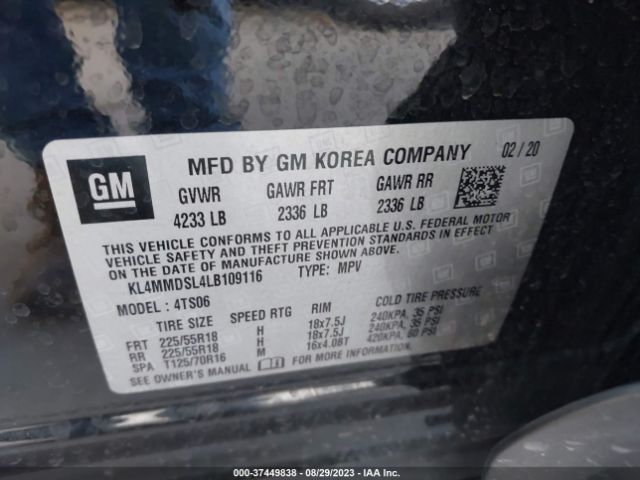 GM
MFD BY GM KOREA COMPANY 02 / 20
GVWR GAWR FRT GAWR RR
4233 LB 2336 LB 2336 LB
THIS VEHICLE CONFORMS TO ALL APPLICABLE U.S. FEDERAL MOTOR
VEHICLE SAFETY AND THEFT PREVENTION STANDARDS IN EFFECT
ON THE DATE OF MANUFACTURE SHOWN ABOVE.
KL4MMDSL4LB109116 TYPE: MPV
MODEL : 4TS06
TIRE SIZE SPEED RTG RIM COLD TIRE PRESSURE
FRT 225/55R18 H 18x7.5J 240KPA, 35 PSI
RR 225/55R18 H 18x7.5J 240KPA, 35 PSI
SPA T125/70R16 M 16x4.08T 420KPA, 60 PSI
SEE OWNER'S MANUAL FOR MORE INFORMATION.
000-37449838 - 08/29/2023 - IAA Inc.